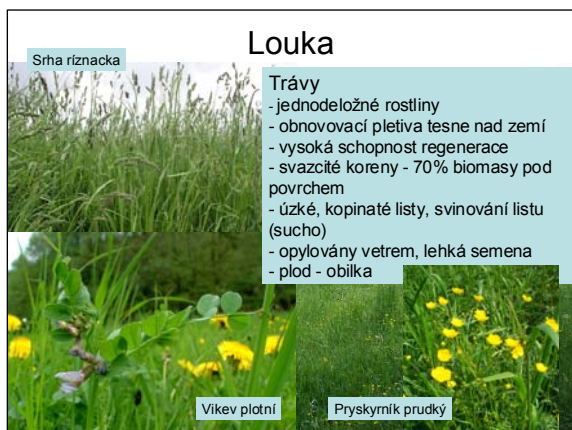 Louka
Srha ríznacka
Trávy
- jednodeložné rostliny
- obnovovací pletiva tesne nad zemí
- vysoká schopnost regenerace
- svazcité koreny - 70% biomasy pod
povrchem
- úzké, kopinaté listy, svinování listu
(sucho)
- opylovány vetrem, lehká semena
- plod - obilka
Vikev plotní
Pryskyrník prudký